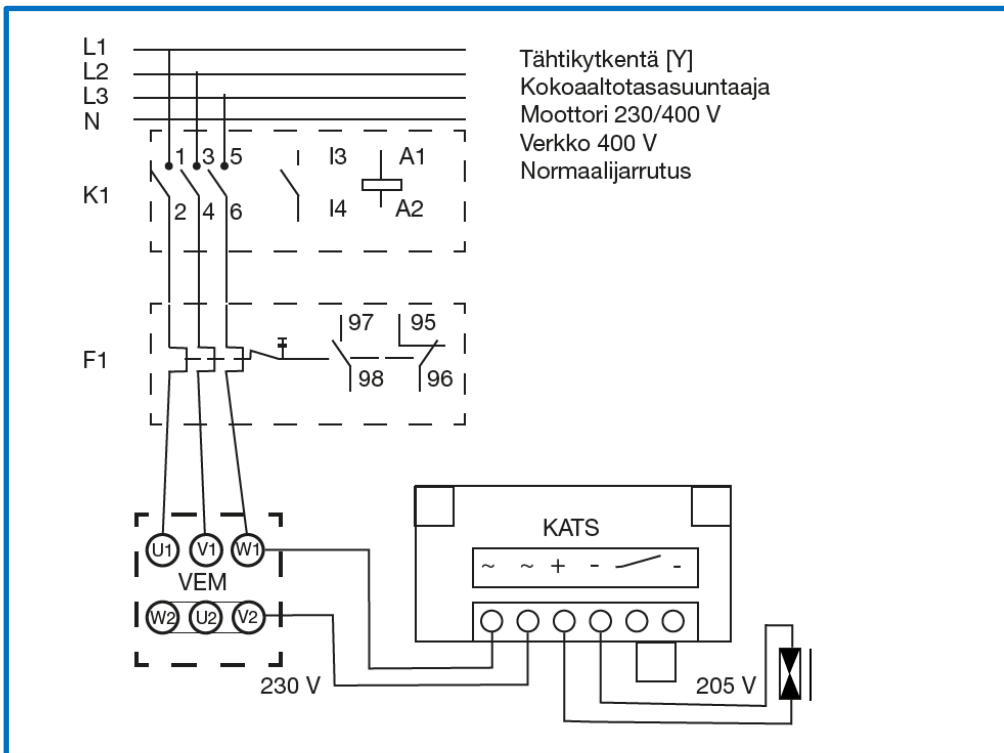 L1
L2
L3
N
Tähtikytkentä [Y]
Kokoaaltotasasuuntaaja
Moottori 230/400 V
Verkko 400 V
Normaalijarrutus
K1
1 3 5 I3 A1
2 4 6 I4 A2
F1
97 95
98 96
KATS
~ ~ + - -
U1 V1 W1
VEM
W2 U2 V2
230 V 205 V